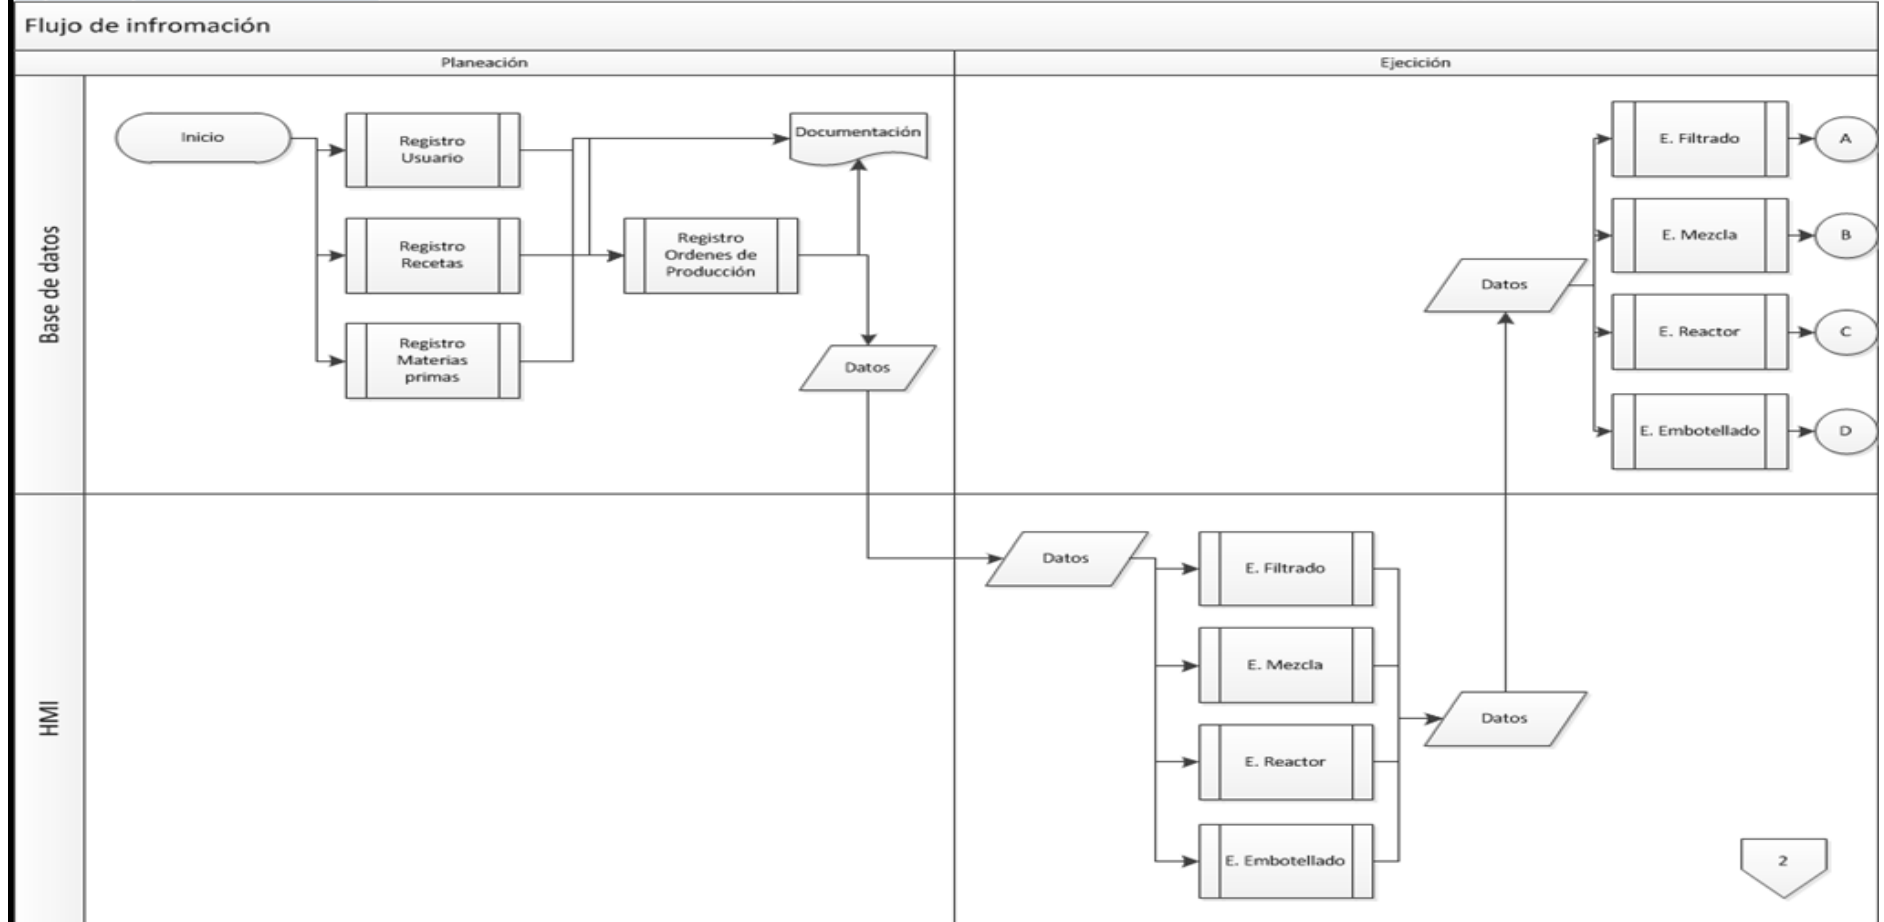 Flujo de infromación
Planeación
Ejecición
Base de datos
Inicio
Registro
Usuario
Documentación
Registro
Recetas
Registro
Ordenes de
Producción
Registro
Materias
primas
Datos
Datos
E. Filtrado
A
E. Mezcla
B
E. Reactor
C
E. Embotellado
D
HMI
Datos
E. Filtrado
E. Mezcla
E. Reactor
E. Embotellado
Datos
2